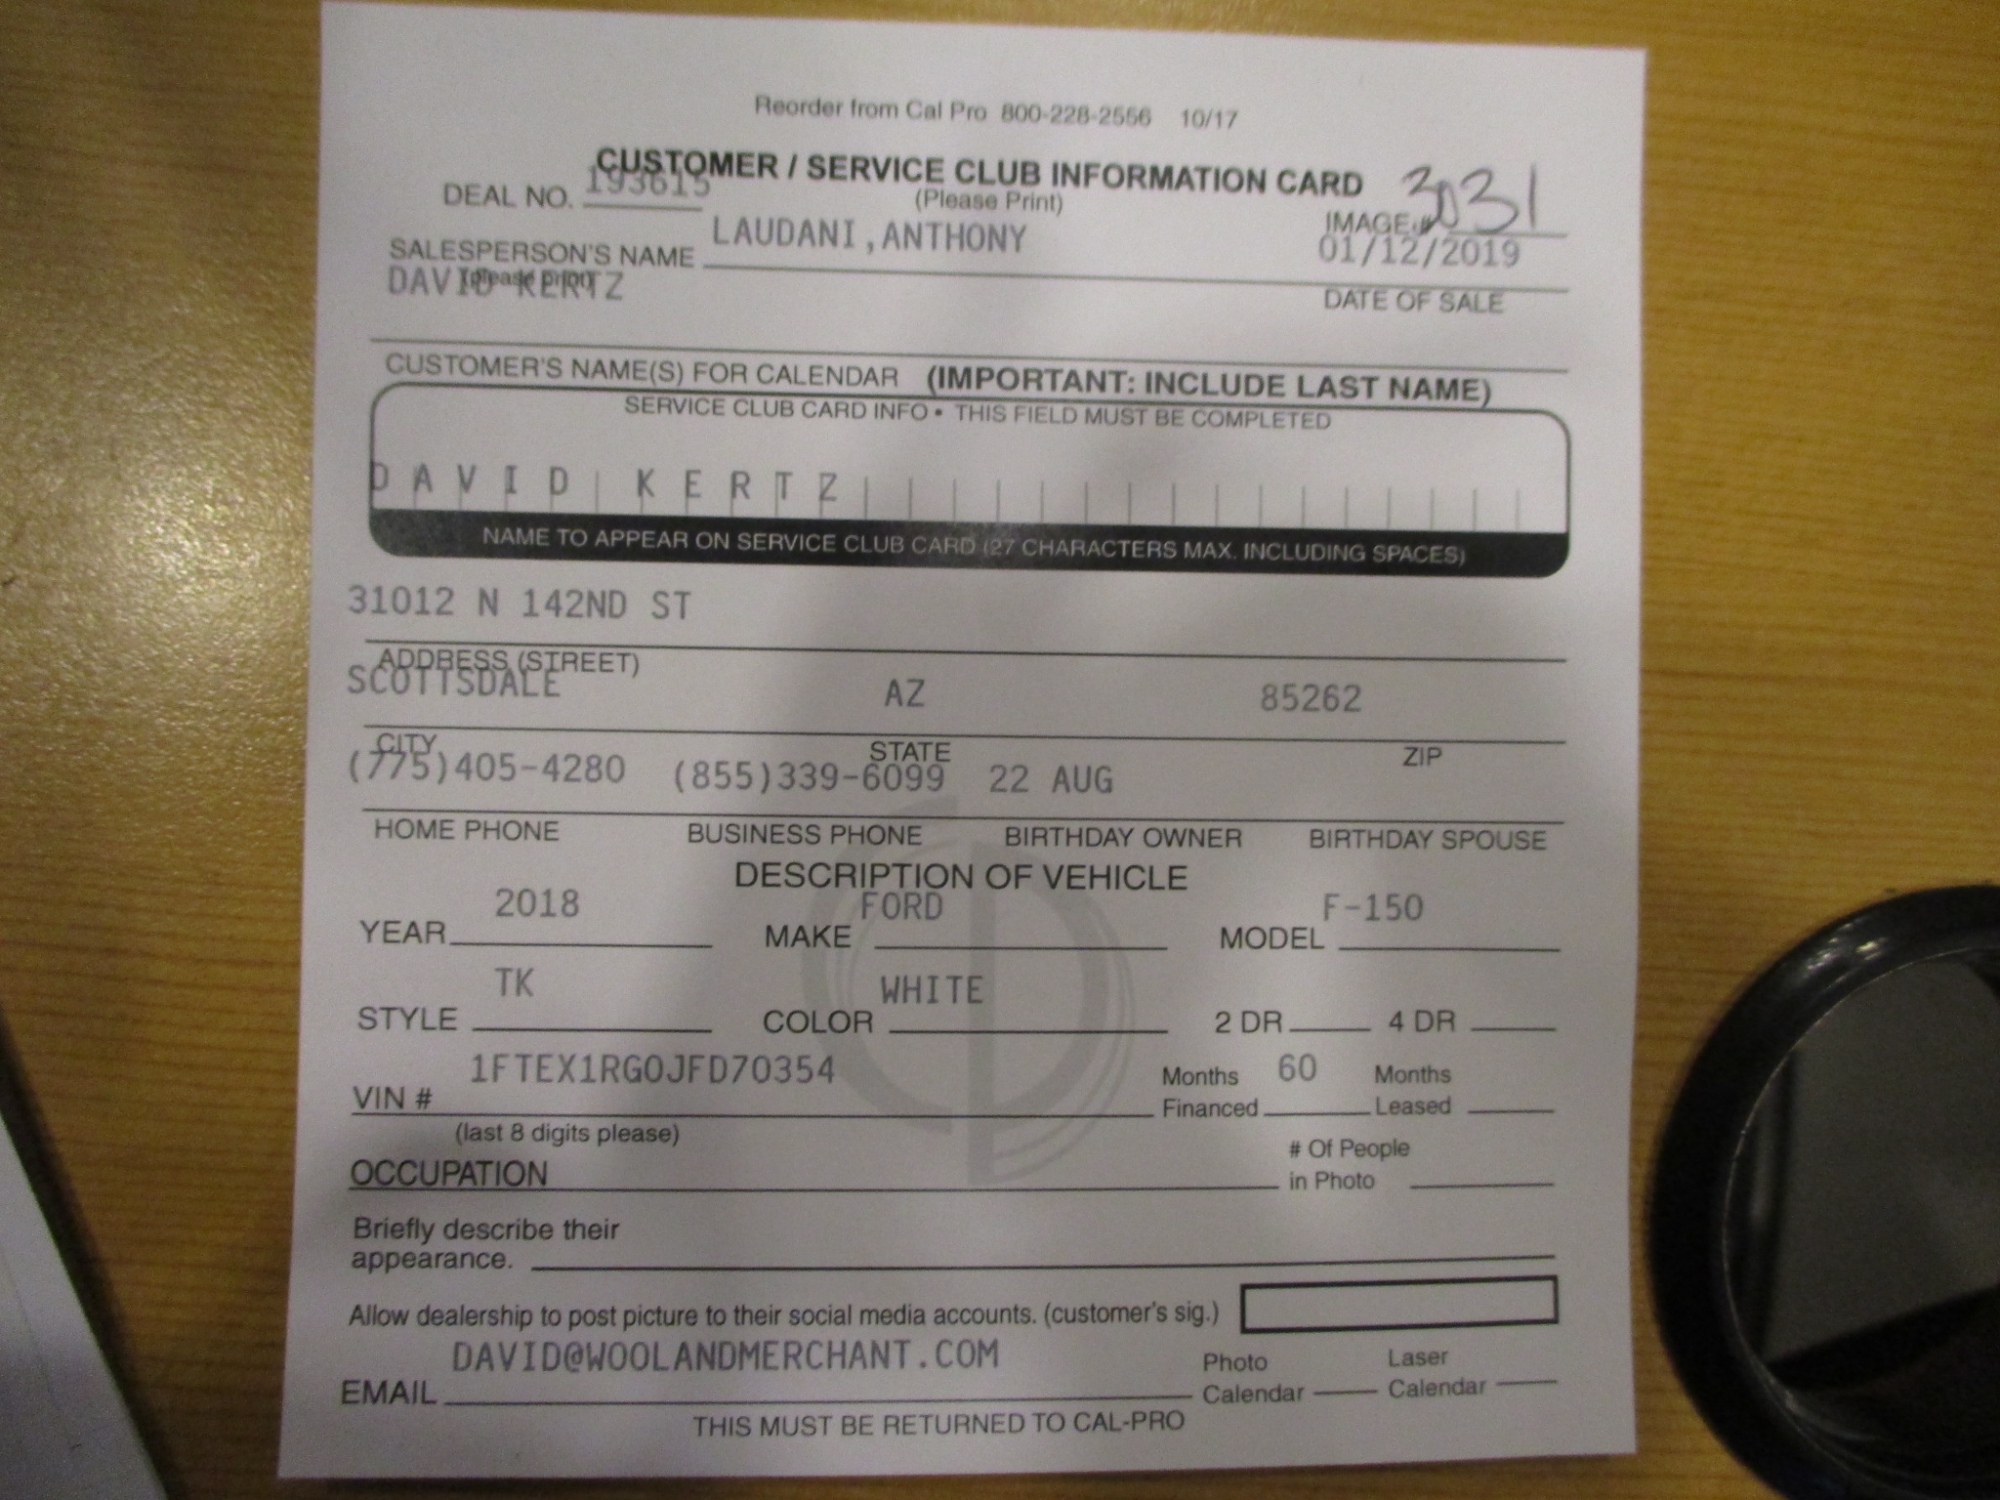 Reorder from Cal Pro 800-228-2556 10/17
CUSTOMER / SERVICE CLUB INFORMATION CARD
DEAL NO. 193615 (Please Print) IMAGE # 3031
SALESPERSON'S NAME LAUDANI,ANTHONY 01/12/2019
(please print) DATE OF SALE
DAVID KERTZ
CUSTOMER'S NAME(S) FOR CALENDAR (IMPORTANT: INCLUDE LAST NAME)
SERVICE CLUB CARD INFO • THIS FIELD MUST BE COMPLETED
DAVID KERTZ
NAME TO APPEAR ON SERVICE CLUB CARD (27 CHARACTERS MAX. INCLUDING SPACES)
31012 N 142ND ST
ADDRESS (STREET)
SCOTTSDALE AZ 85262
CITY STATE ZIP
(775)405-4280 (855)339-6099 22 AUG
HOME PHONE BUSINESS PHONE BIRTHDAY OWNER BIRTHDAY SPOUSE
DESCRIPTION OF VEHICLE
YEAR 2018 MAKE FORD MODEL F-150
STYLE TK COLOR WHITE 2 DR 4 DR
VIN # 1FTEX1RG0JFD70354 Months Financed 60 Months Leased
(last 8 digits please)
OCCUPATION # Of People in Photo
Briefly describe their
appearance.
Allow dealership to post picture to their social media accounts. (customer's sig.)
EMAIL DAVID@WOOLANDMERCHANT.COM Photo Calendar Laser Calendar
THIS MUST BE RETURNED TO CAL-PRO